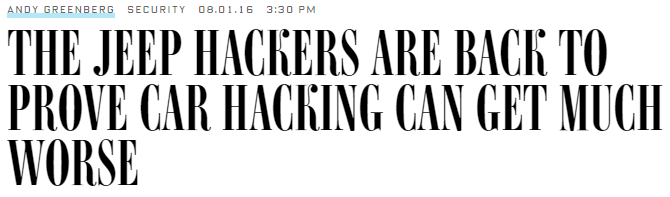 ANDY GREENBERG SECURITY 08.01.16 3:30 PM
THE JEEP HACKERS ARE BACK TO
PROVE CAR HACKING CAN GET MUCH
WORSE